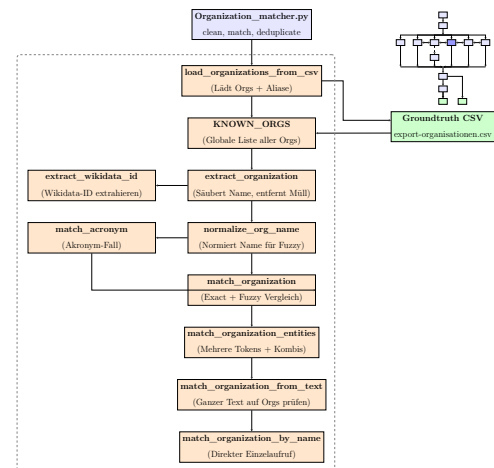 Organization_matcher.py
clean, match, deduplicate
load_organizations_from_csv
(Lädt Orgs + Aliase)
Groundtruth CSV
export-organisationen.csv
KNOWN_ORGS
(Globale Liste aller Orgs)
extract_wikidata_id
(Wikidata-ID extrahieren)
extract_organization
(Säubert Name, entfernt Müll)
match_acronym
(Akronym-Fall)
normalize_org_name
(Normiert Name für Fuzzy)
match_organization
(Exact + Fuzzy Vergleich)
match_organization_entities
(Mehrere Tokens + Kombis)
match_organization_from_text
(Ganzer Text auf Orgs prüfen)
match_organization_by_name
(Direkter Einzelaufruf)